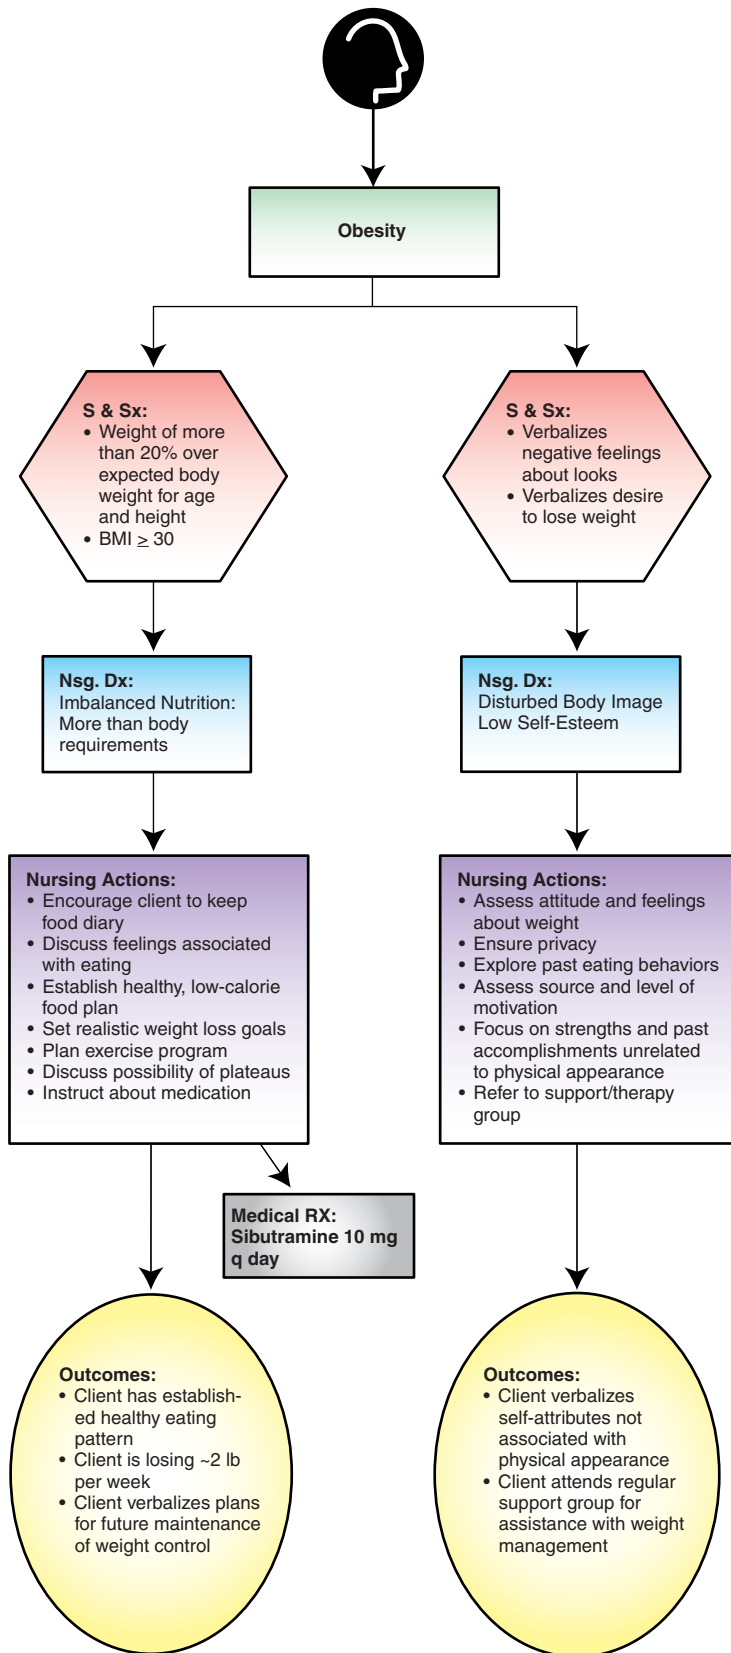 Obesity
S & Sx:
• Weight of more
than 20% over
expected body
weight for age
and height
• BMI ≥ 30
Nsg. Dx:
Imbalanced Nutrition:
More than body
requirements
Nursing Actions:
• Encourage client to keep
food diary
• Discuss feelings associated
with eating
• Establish healthy, low-calorie
food plan
• Set realistic weight loss goals
• Plan exercise program
• Discuss possibility of plateaus
• Instruct about medication
Medical RX:
Sibutramine 10 mg
q day
Outcomes:
• Client has establish-
ed healthy eating
pattern
• Client is losing ~2 lb
per week
• Client verbalizes plans
for future maintenance
of weight control
S & Sx:
• Verbalizes
negative feelings
about looks
• Verbalizes desire
to lose weight
Nsg. Dx:
Disturbed Body Image
Low Self-Esteem
Nursing Actions:
• Assess attitude and feelings
about weight
• Ensure privacy
• Explore past eating behaviors
• Assess source and level of
motivation
• Focus on strengths and past
accomplishments unrelated
to physical appearance
• Refer to support/therapy
group
Outcomes:
• Client verbalizes
self-attributes not
associated with
physical appearance
• Client attends regular
support group for
assistance with weight
management